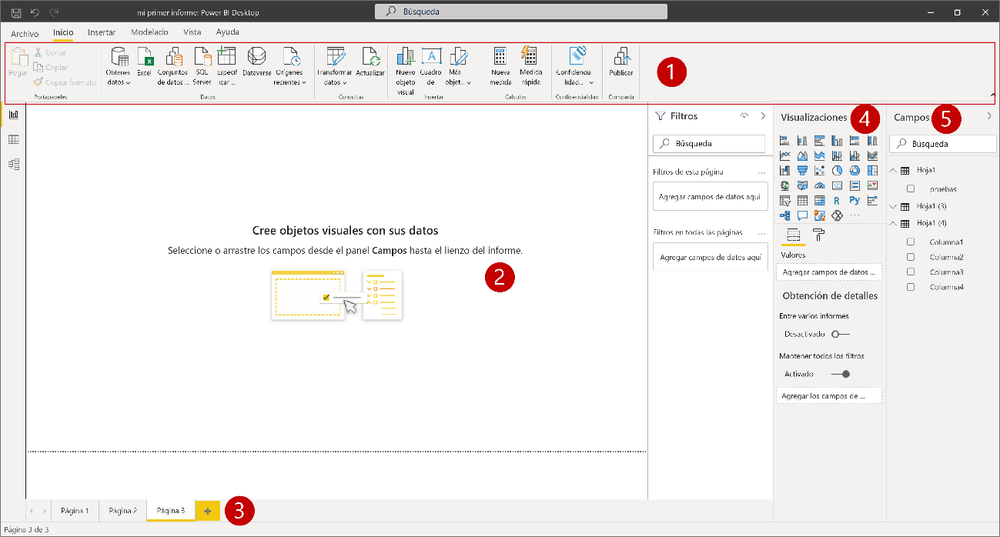 mi primer informe: Power BI Desktop
Búsqueda
Archivo
Inicio
Insertar
Modelado
Vista
Ayuda
Pegar
Cortar
Copiar
Copiar formato
Portapapeles
Obtener
datos
Excel
Conjuntos
de datos ...
SQL
Server
Especif
icar ...
Dataverse
Orígenes
recientes
Datos
Transformar
datos
Actualizar
Consultas
Nuevo
objeto
visual
Cuadro
de
Más
objet..
Insertar
Nueva
medida
Medida
rápida
Calculos
Confidencia
lidad...
Confidencialidad
Publicar
Compartir
1
Cree objetos visuales con sus datos
Seleccione o arrastre los campos desde el panel Campos hasta el lienzo del informe.
2
Filtros
Búsqueda
Filtros de esta página
...
Agregar campos de datos aquí
Filtros en todas las páginas
...
Agregar campos de datos aquí
Visualizaciones
4
123
R
Py
...
Valores
Agregar campos de datos ...
Obtención de detalles
Entre varios informes
Desactivado
Mantener todos los filtros
Activado
Agregar los campos de ...
Campos
5
Búsqueda
Hoja1
pruebas
Hoja1 (3)
Hoja1 (4)
Columna1
Columna2
Columna3
Columna4
Página 1
Página 2
Página 3
+
3
Página 3 de 3